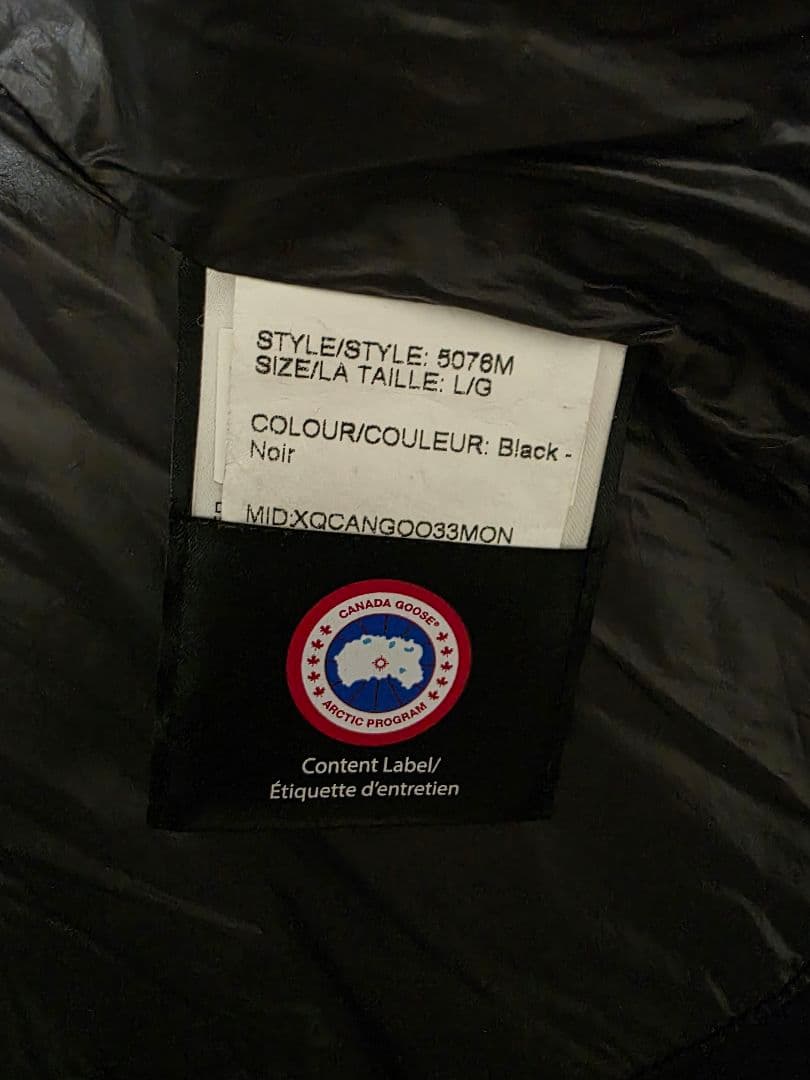 STYLE/STYLE: 5076M
SIZE/LA TAILLE: L/G
COLOUR/COULEUR: Black -
Noir
MID:XQCANGOO33MON
CANADA GOOSE®
ARCTIC PROGRAM
Content Label/
Étiquette d'entretien